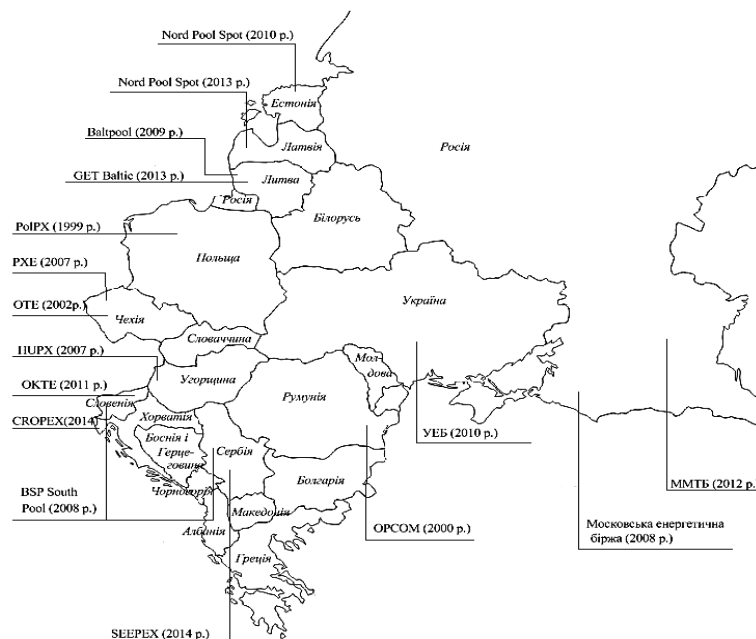 Nord Pool Spot (2010 р.)
Nord Pool Spot (2013 р.)
Естонія
Baltpool (2009 р.)
Латвія
Росія
GET Baltic (2013 р.)
Литва
Росія
Білорусь
PolPX (1999 р.)
Польща
PXE (2007 р.)
Україна
OTE (2002р.)
Чехія
Словаччина
HUPX (2007 р.)
Мол-
дова
Угорщина
OKTE (2011 р.)
Румунія
Словенія
CROPEX(2014)
Хорватія
УЕБ (2010 р.)
Боснія і
Герце-
говина
Сербія
Болгарія
ММТБ (2012 р.)
BSP South
Pool (2008 р.)
Чорногорія
Македонія
Албанія
ОРСОМ (2000 р.)
Московська енергетична
біржа (2008 р.)
Греція
SEEPEX (2014 р.)